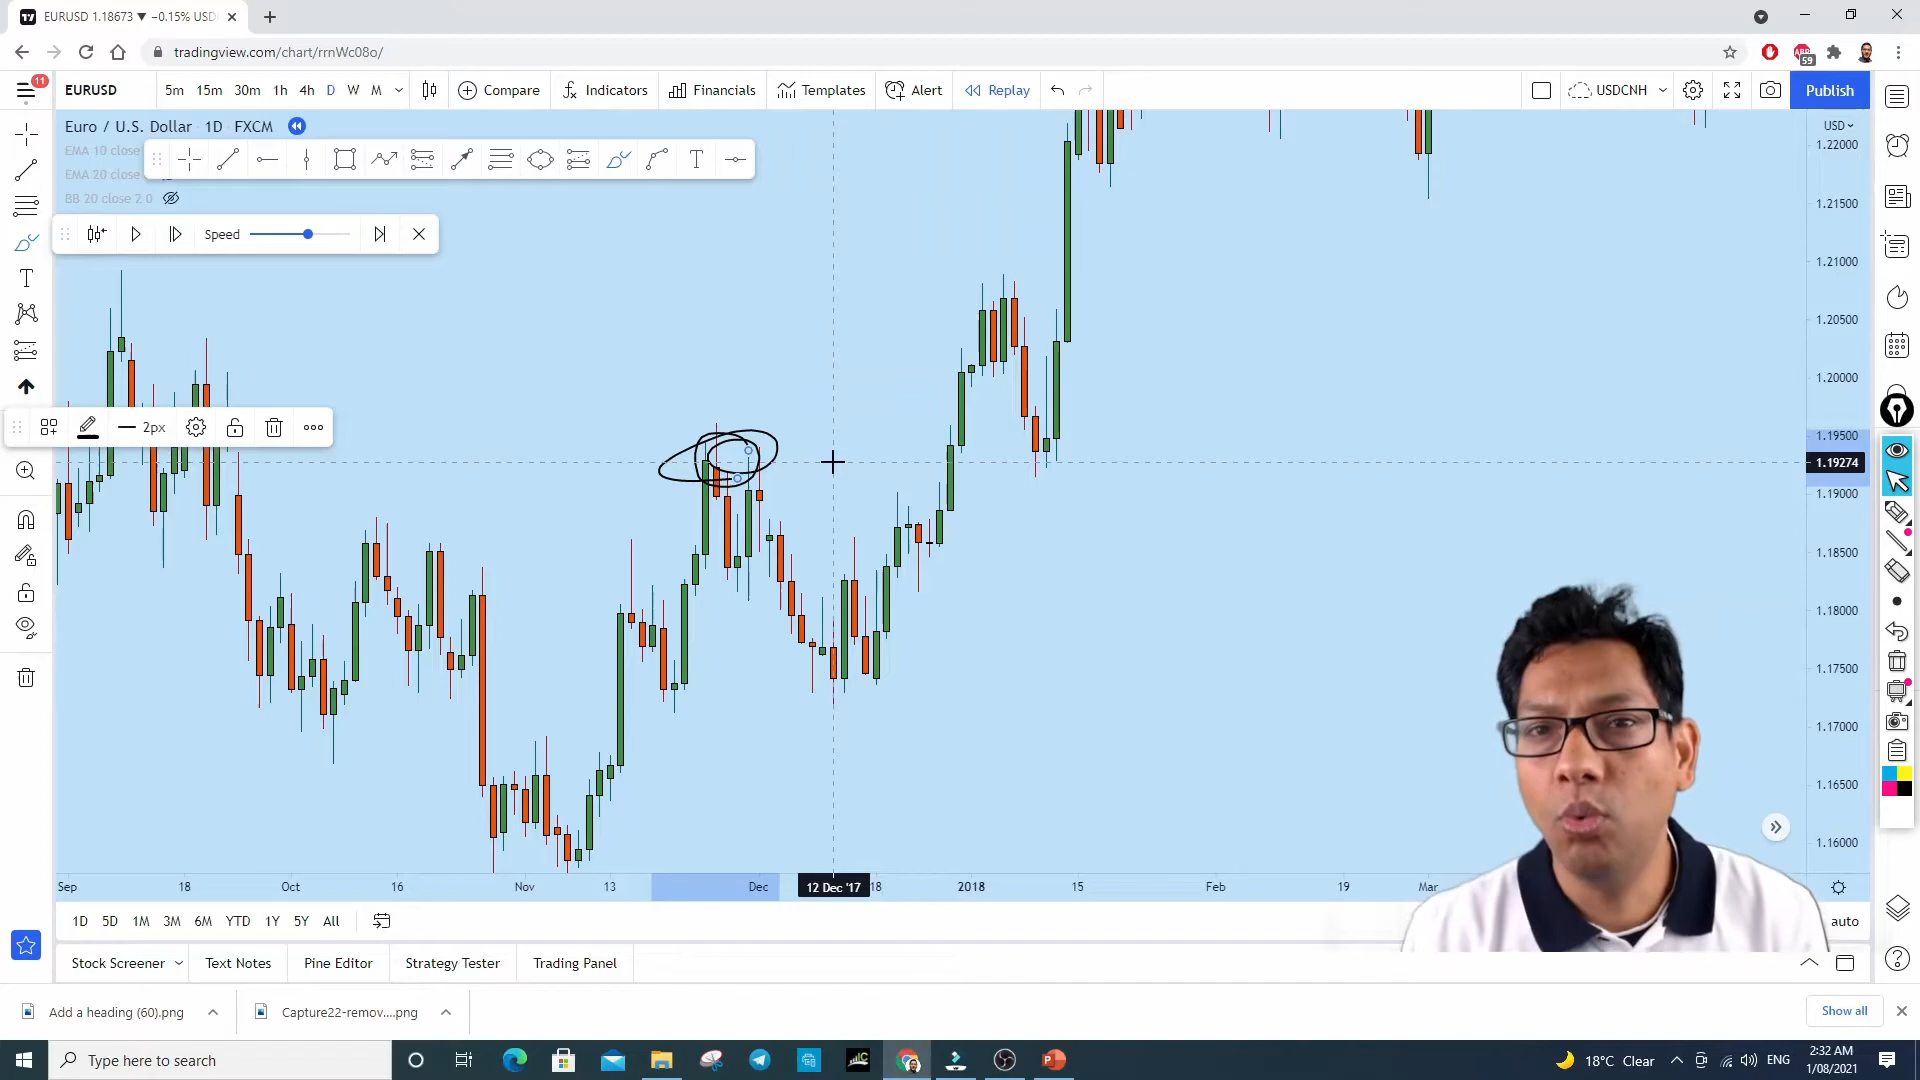 EURUSD 1.18673 ▼ −0.15% USD
tradingview.com/chart/rrnWc08o/
ABP
59
11
EURUSD
5m 15m 30m 1h 4h D W M
Compare
Indicators
Financials
Templates
Alert
Replay
USDCNH
Publish
Euro / U.S. Dollar 1D FXCM
EMA 10 close
EMA 20 close
BB 20 close 2 0
Speed
2px
USD
1.22000
1.21500
1.21000
1.20500
1.20000
1.19500
1.19274
1.19000
1.18500
1.18000
1.17500
1.17000
1.16500
1.16000
Sep 18 Oct 16 Nov 13 Dec 12 Dec '17 18 2018 15 Feb 19 Mar
1D 5D 1M 3M 6M YTD 1Y 5Y All
auto
Stock Screener Text Notes Pine Editor Strategy Tester Trading Panel
Add a heading (60).png
Capture22-remov....png
Show all
Type here to search
18°C Clear
ENG
2:32 AM
1/08/2021